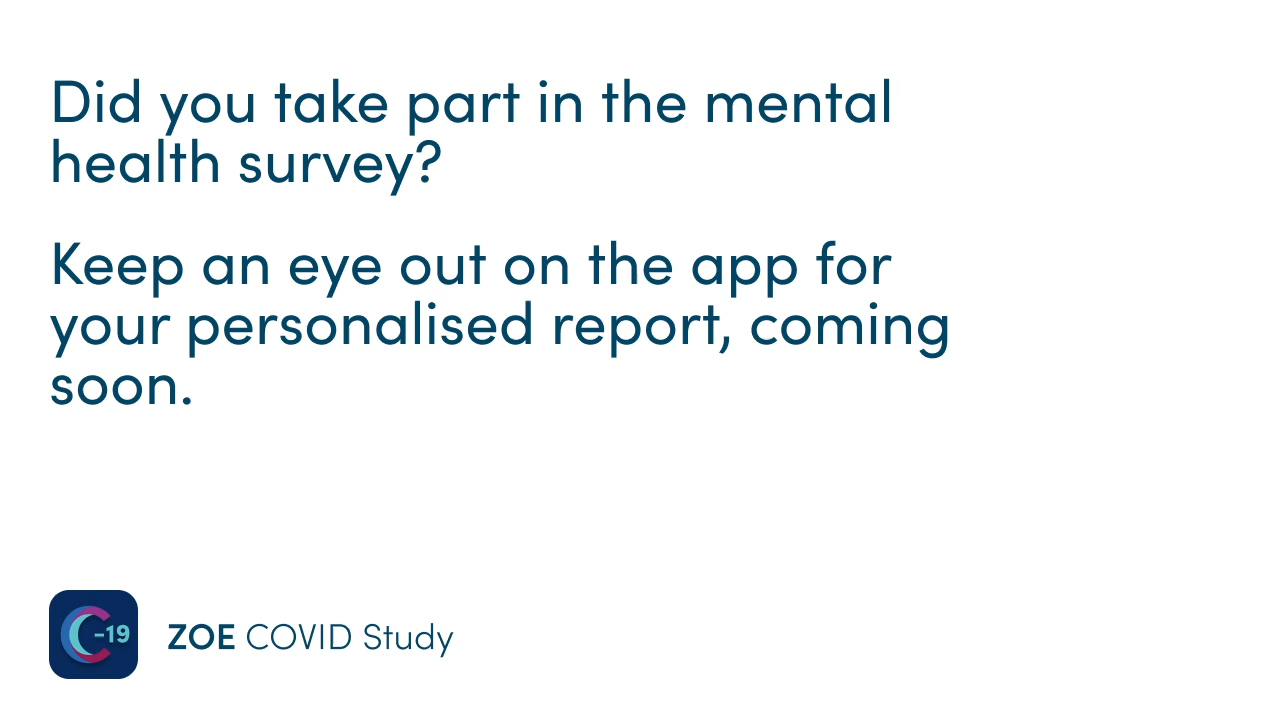 Did you take part in the mental
health survey?
Keep an eye out on the app for
your personalised report, coming
soon.
C-19
ZOE COVID Study